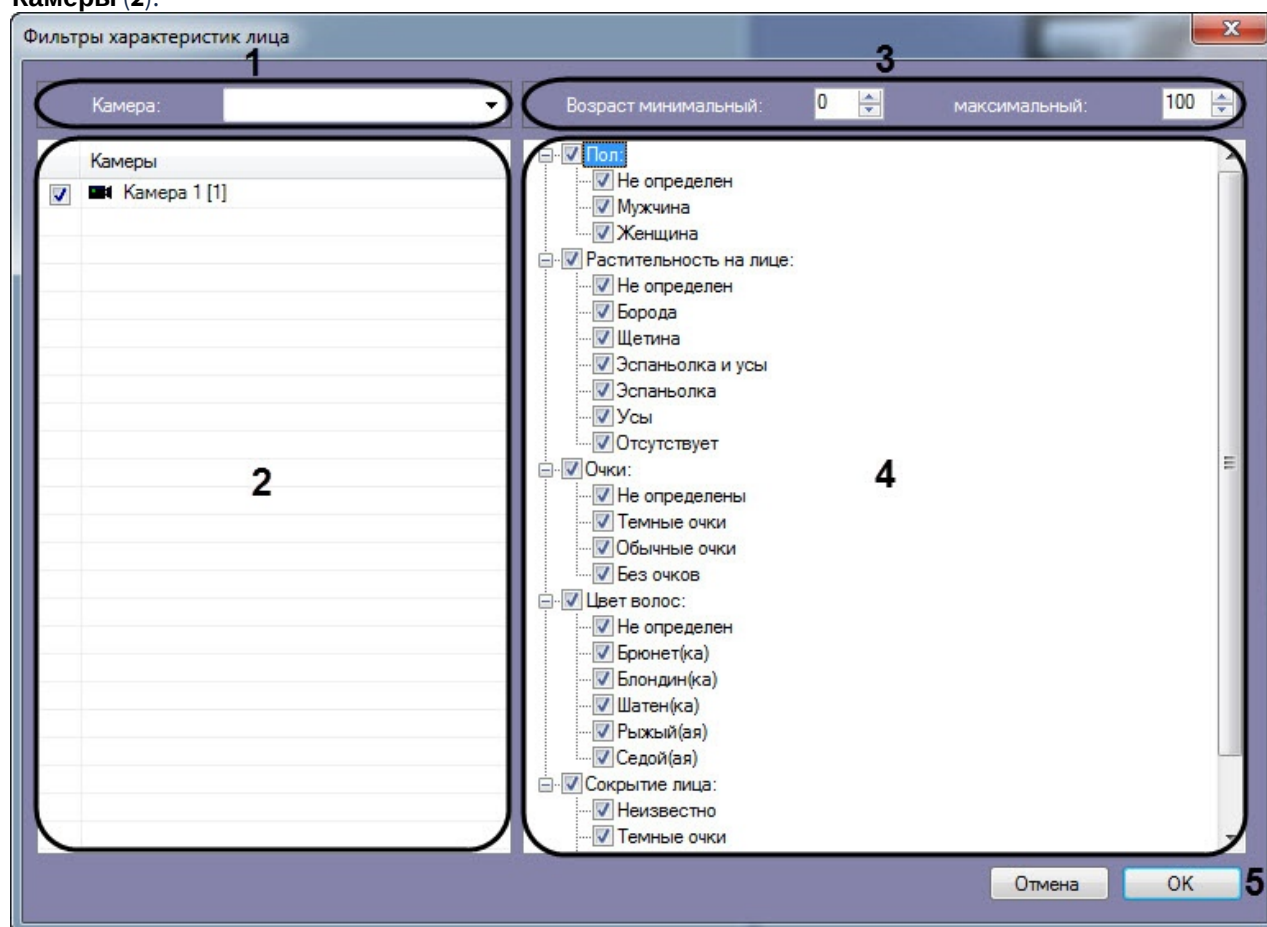 Камеры (2).
Фильтры характеристик лица
1
3
Камера:
Возраст минимальный: 0 максимальный: 100
Камеры
Камера 1 [1]
2
Пол:
Не определен
Мужчина
Женщина
Растительность на лице:
Не определен
Борода
Щетина
Эспаньолка и усы
Эспаньолка
Усы
Отсутствует
Очки:
4
Не определены
Темные очки
Обычные очки
Без очков
Цвет волос:
Не определен
Брюнет(ка)
Блондин(ка)
Шатен(ка)
Рыжый(ая)
Седой(ая)
Сокрытие лица:
Неизвестно
Темные очки
Отмена
OK
5